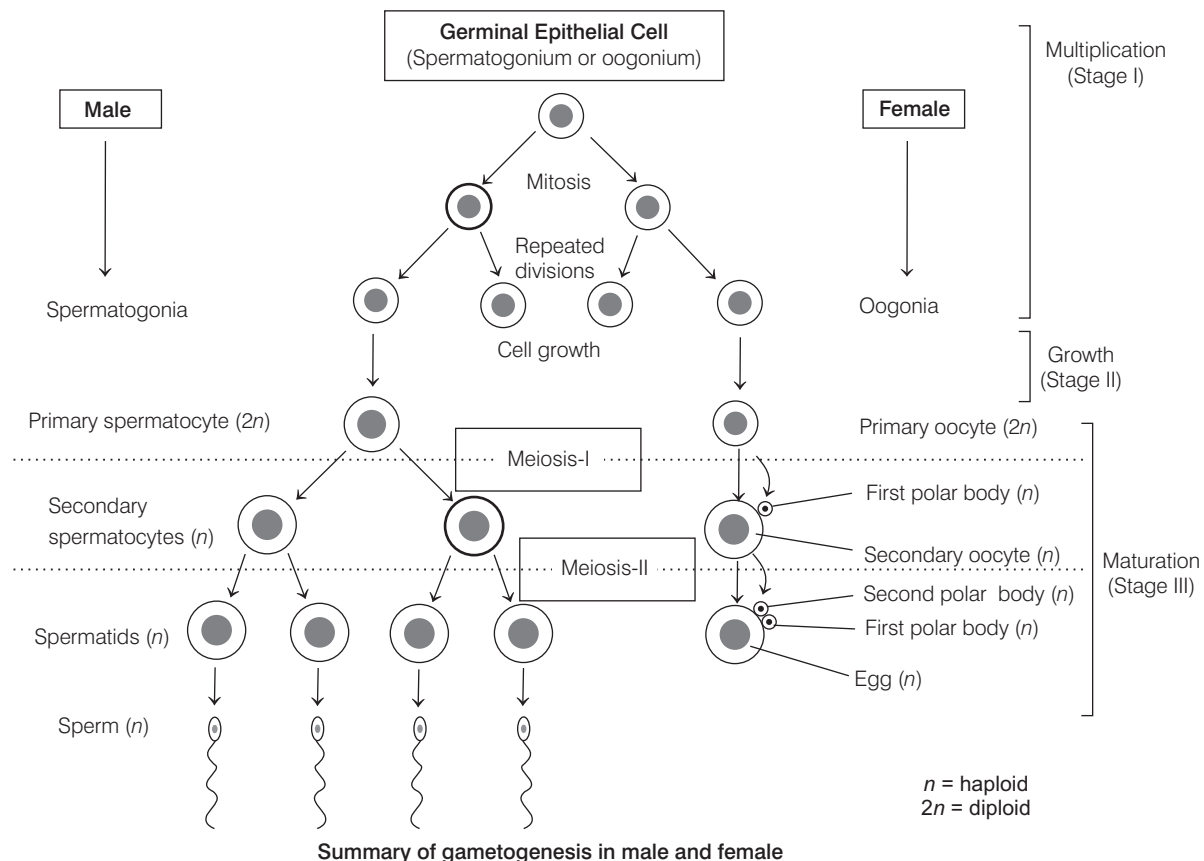 Germinal Epithelial Cell
(Spermatogonium or oogonium)
Multiplication
(Stage I)
Male
Female
Mitosis
Repeated
divisions
Spermatogonia
Oogonia
Cell growth
Growth
(Stage II)
Primary spermatocyte (2n)
Primary oocyte (2n)
Meiosis-I
First polar body (n)
Secondary
spermatocytes (n)
Secondary oocyte (n)
Meiosis-II
Maturation
(Stage III)
Second polar body (n)
First polar body (n)
Spermatids (n)
Egg (n)
Sperm (n)
n = haploid
2n = diploid
Summary of gametogenesis in male and female